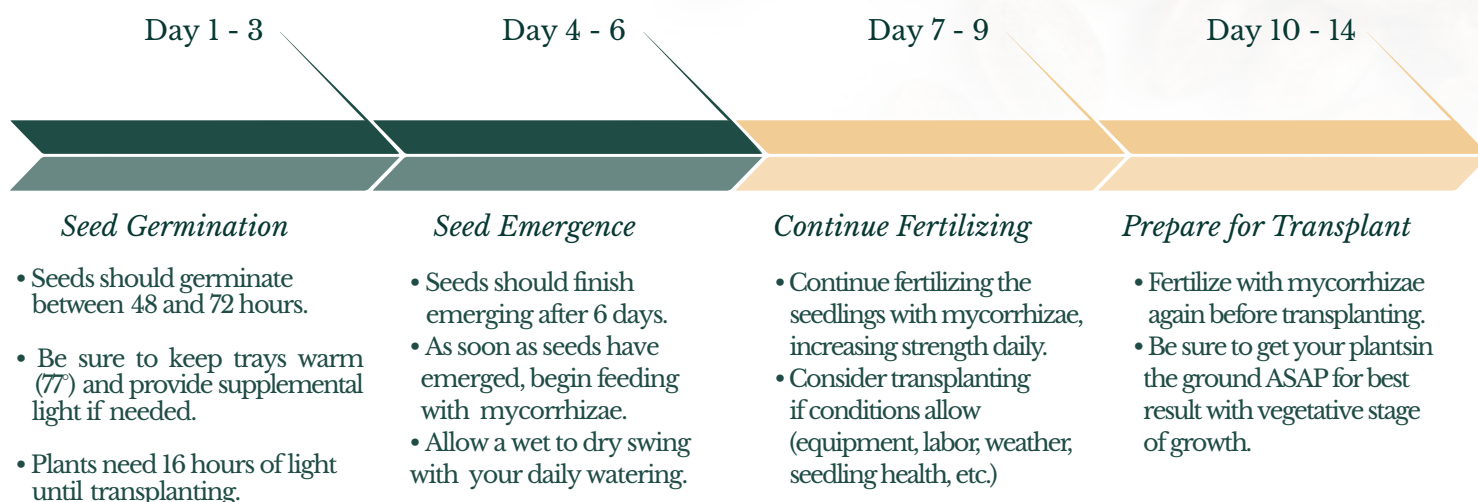 Day 1 - 3
Day 4 - 6
Day 7 - 9
Day 10 - 14
Seed Germination
• Seeds should germinate
between 48 and 72 hours.
• Be sure to keep trays warm
(77°) and provide supplemental
light if needed.
• Plants need 16 hours of light
until transplanting.
Seed Emergence
• Seeds should finish
emerging after 6 days.
• As soon as seeds have
emerged, begin feeding
with mycorrhizae.
• Allow a wet to dry swing
with your daily watering.
Continue Fertilizing
• Continue fertilizing the
seedlings with mycorrhizae,
increasing strength daily.
• Consider transplanting
if conditions allow
(equipment, labor, weather,
seedling health, etc.)
Prepare for Transplant
• Fertilize with mycorrhizae
again before transplanting.
• Be sure to get your plantsin
the ground ASAP for best
result with vegetative stage
of growth.